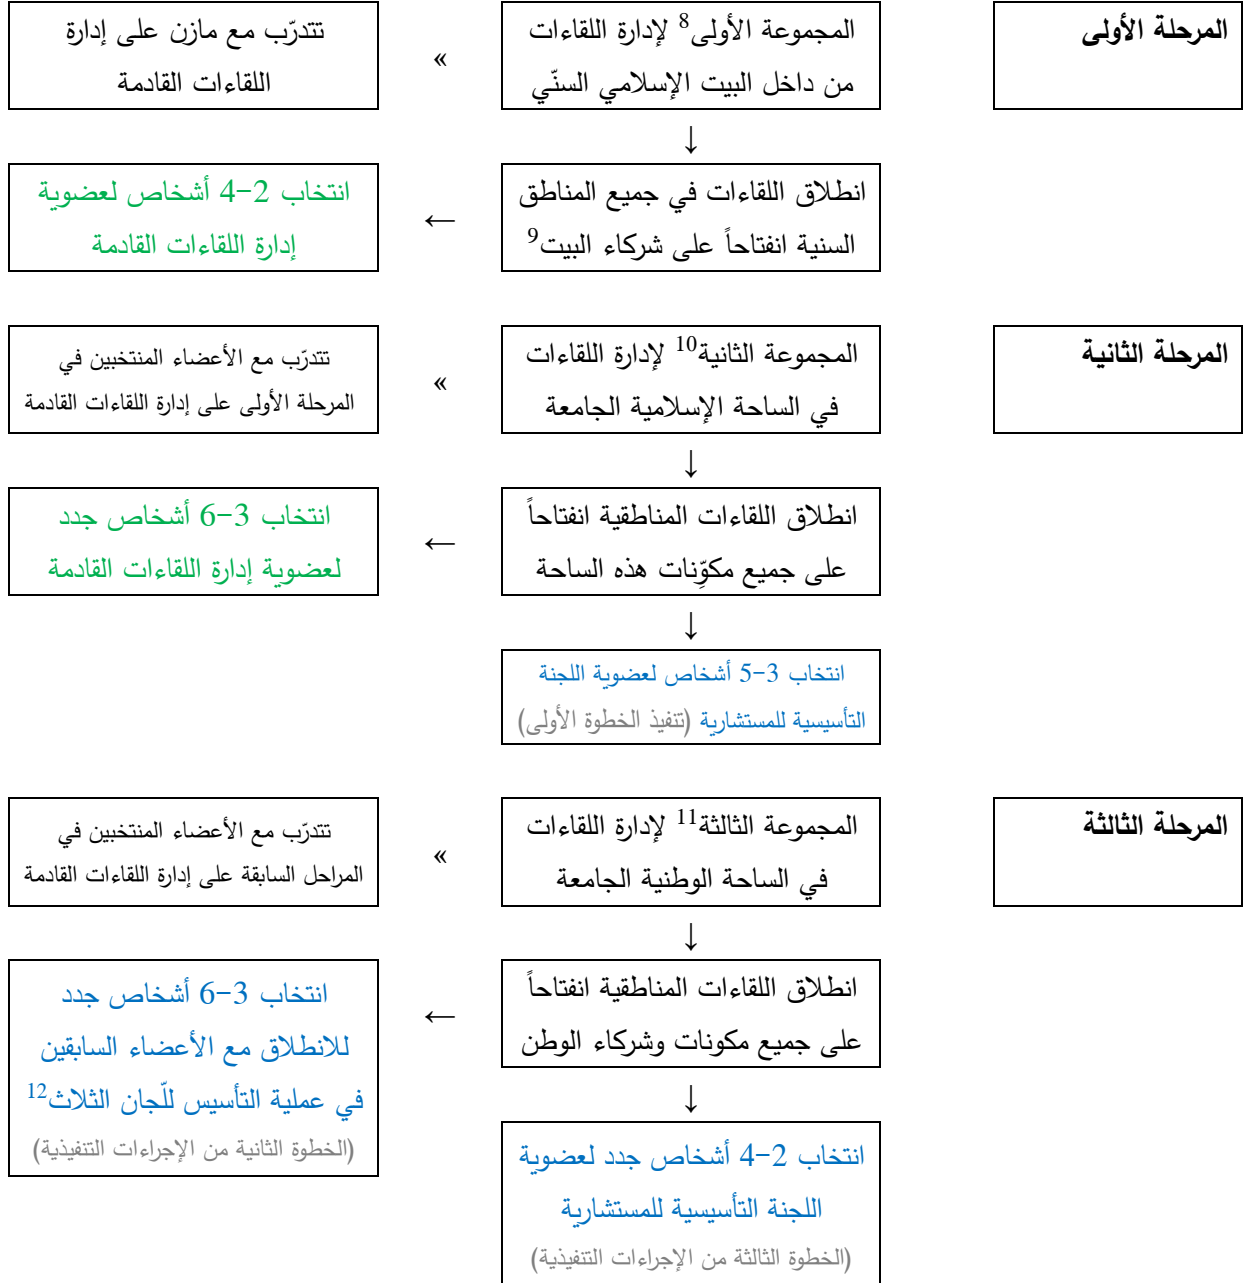 المرحلة الأولى
المجموعة الأولى8 لإدارة اللقاءات
من داخل البيت الإسلامي السنّي
»
تتدرّب مع مازن على إدارة
اللقاءات القادمة
↓
انطلاق اللقاءات في جميع المناطق
السنية انفتاحاً على شركاء البيت9
←
انتخاب 2-4 أشخاص لعضوية
إدارة اللقاءات القادمة
المرحلة الثانية
المجموعة الثانية10 لإدارة اللقاءات
في الساحة الإسلامية الجامعة
»
تتدرّب مع الأعضاء المنتخبين في
المرحلة الأولى على إدارة اللقاءات القادمة
↓
انطلاق اللقاءات المناطقية انفتاحاً
على جميع مكوّنات هذه الساحة
←
انتخاب 3-6 أشخاص جدد
لعضوية إدارة اللقاءات القادمة
↓
انتخاب 3-5 أشخاص لعضوية اللجنة
التأسيسية للمستشارية (تنفيذ الخطوة الأولى)
المرحلة الثالثة
المجموعة الثالثة11 لإدارة اللقاءات
في الساحة الوطنية الجامعة
»
تتدرّب مع الأعضاء المنتخبين في
المراحل السابقة على إدارة اللقاءات القادمة
↓
انطلاق اللقاءات المناطقية انفتاحاً
على جميع مكونات وشركاء الوطن
←
انتخاب 3-6 أشخاص جدد
للانطلاق مع الأعضاء السابقين
في عملية التأسيس للّجان الثلاث12
(الخطوة الثانية من الإجراءات التنفيذية)
↓
انتخاب 2-4 أشخاص جدد لعضوية
اللجنة التأسيسية للمستشارية
(الخطوة الثالثة من الإجراءات التنفيذية)